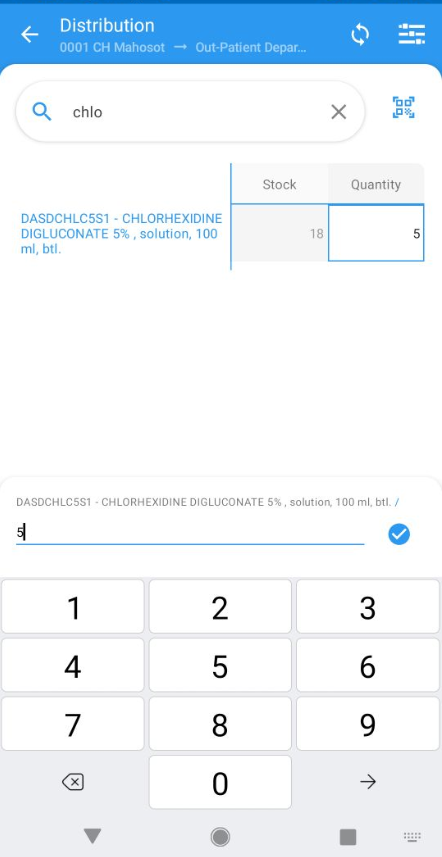 Distribution
0001 CH Mahosot → Out-Patient Depar...
chlo
Stock Quantity
DASDCHLC5S1 - CHLORHEXIDINE
DIGLUCONATE 5% , solution, 100
ml, btl.
18 5
DASDCHLC5S1 - CHLORHEXIDINE DIGLUCONATE 5% , solution, 100 ml, btl. /
5
1 2 3
4 5 6
7 8 9
0